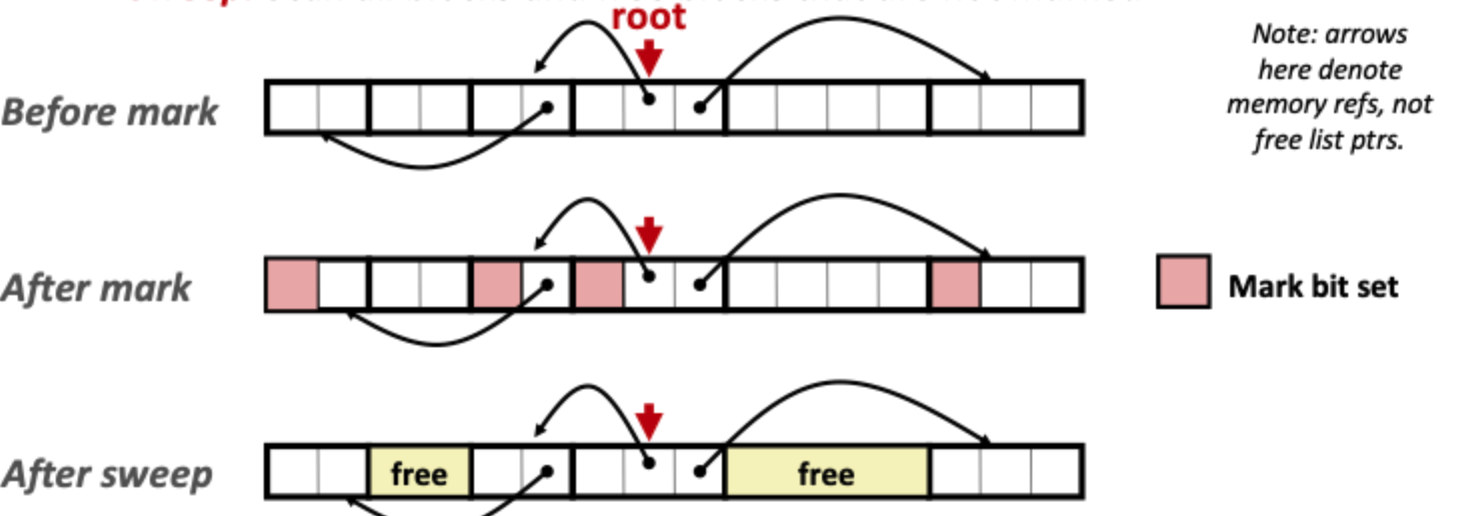 root
Note: arrows
here denote
memory refs, not
free list ptrs.
Before mark
After mark
Mark bit set
After sweep
free
free